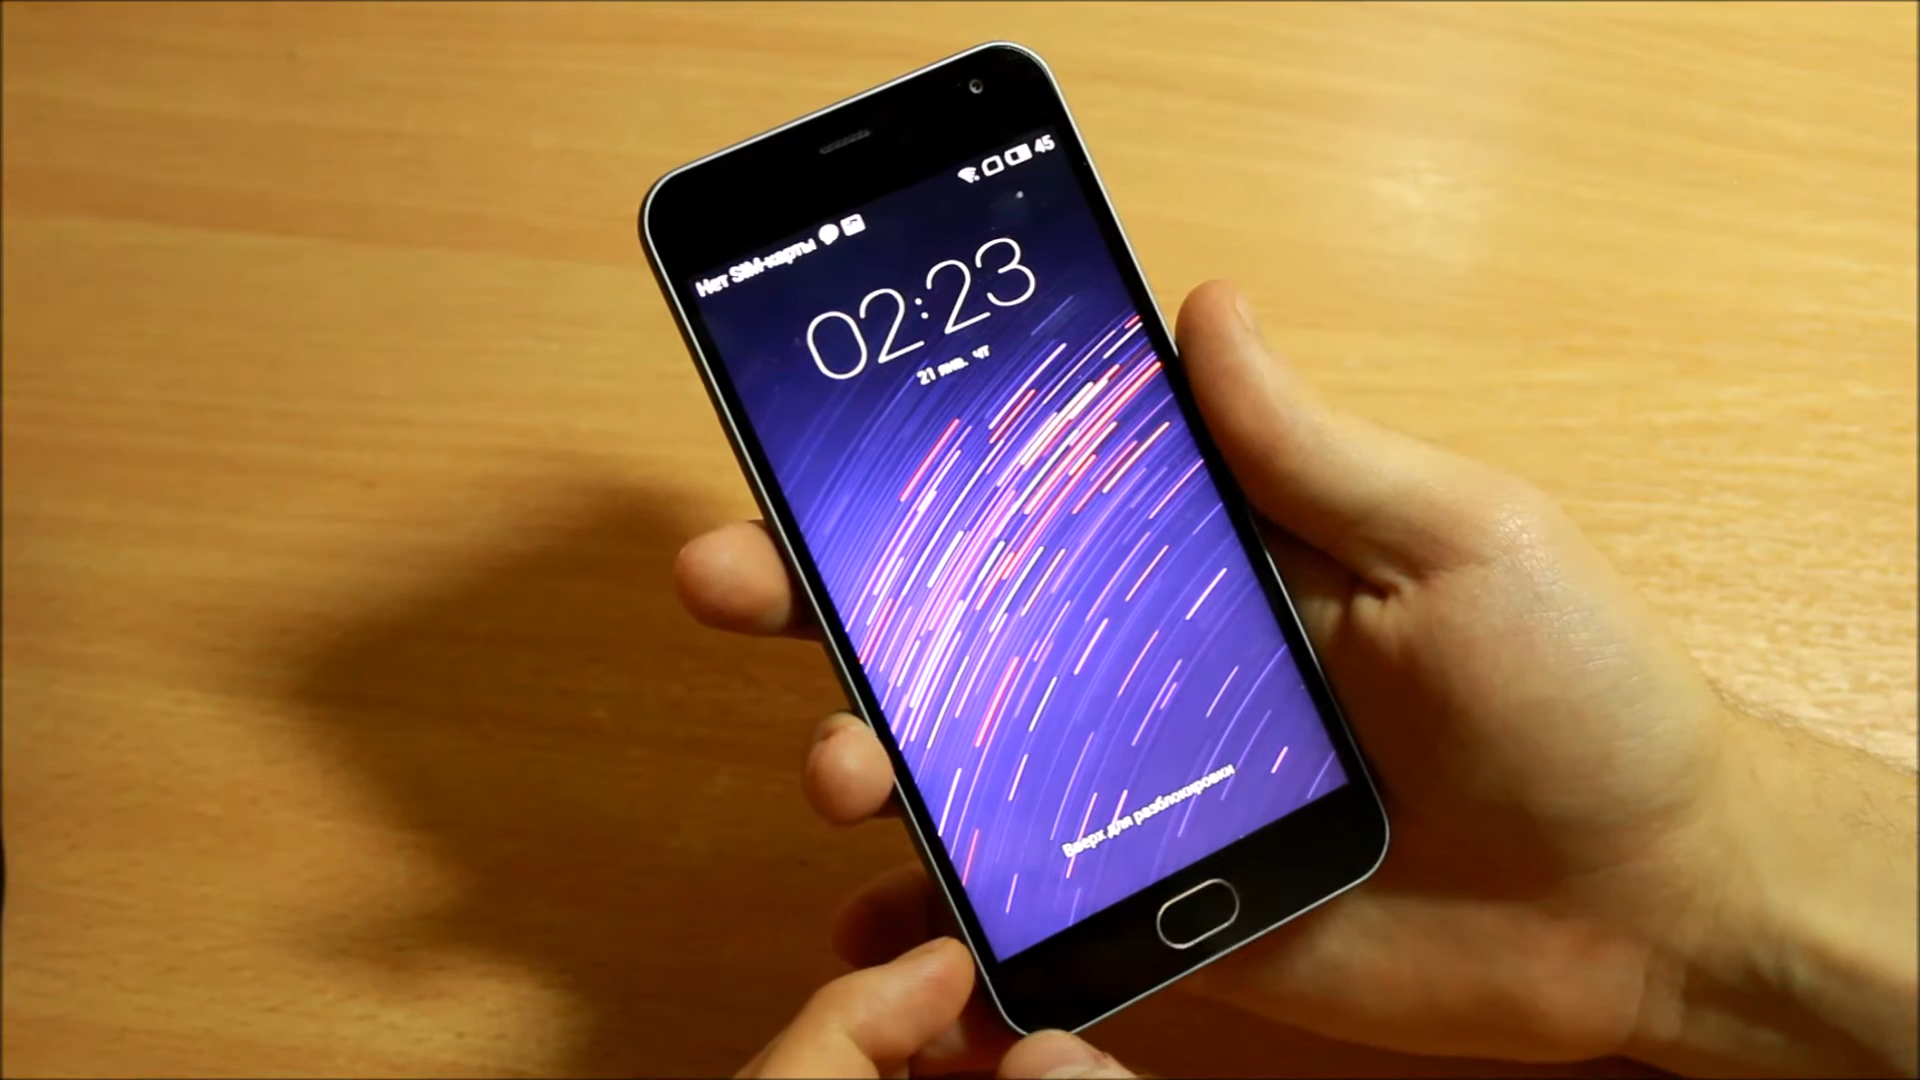 Нет SIM-карты
45
02:23
21 янв. чт
Вверх для разблокировки